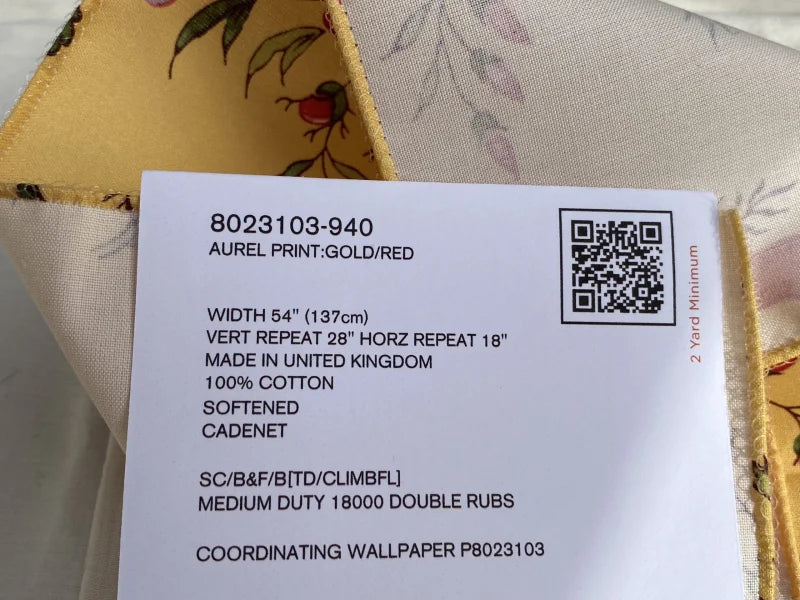 8023103-940
AUREL PRINT:GOLD/RED
WIDTH 54" (137cm)
VERT REPEAT 28" HORZ REPEAT 18"
MADE IN UNITED KINGDOM
100% COTTON
SOFTENED
CADENET
SC/B&F/B[TD/CLIMBFL]
MEDIUM DUTY 18000 DOUBLE RUBS
COORDINATING WALLPAPER P8023103
2 Yard Minimum